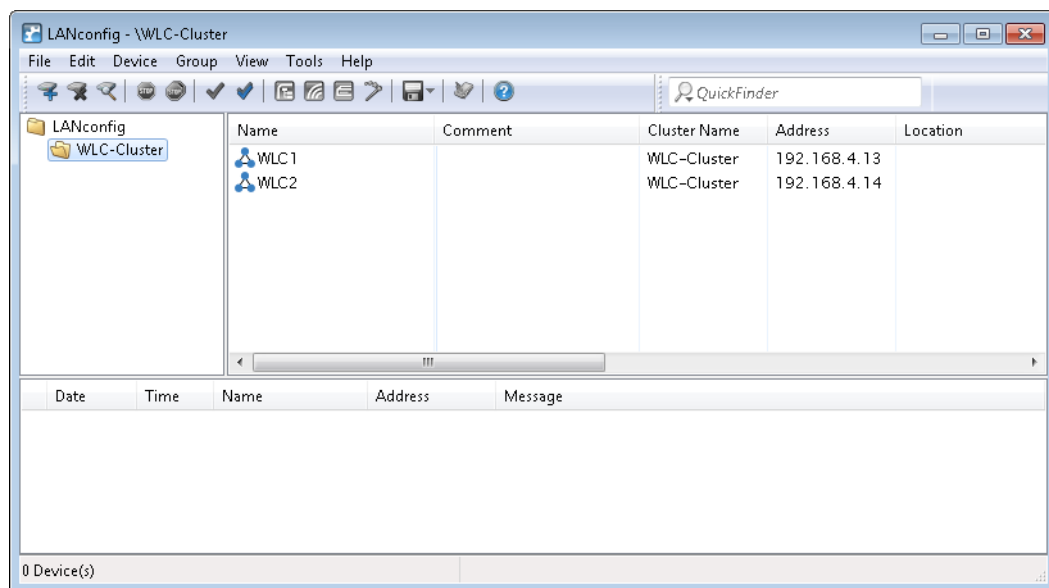 LANconfig - \WLC-Cluster
File Edit Device Group View Tools Help
QuickFinder
LANconfig
WLC-Cluster
Name Comment Cluster Name Address Location
WLC1 WLC-Cluster 192.168.4.13
WLC2 WLC-Cluster 192.168.4.14
Date Time Name Address Message
0 Device(s)